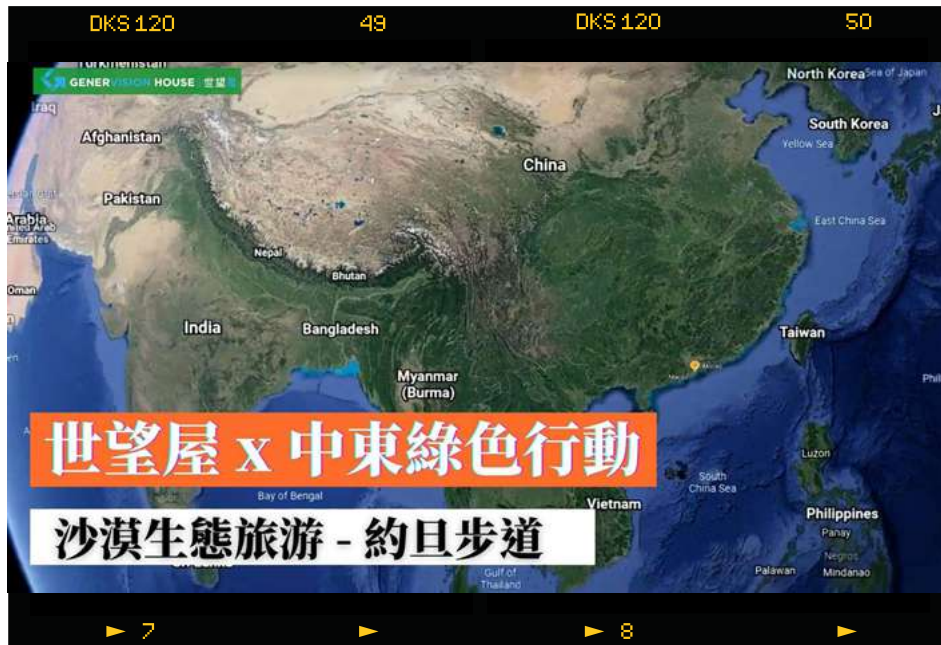 DKS 120 49 DKS 120 50
Turkmenistan
GENERVISION HOUSE 世望屋
North Korea
Sea of Japan
Iraq
South Korea
Afghanistan
Yellow Sea
China
Pakistan
Arabia
United Arab
Emirates
East China Sea
Nepal
Bhutan
Oman
India
Bangladesh
Taiwan
Myanmar
(Burma)
世望屋 x 中東綠色行動
Luzon
South
China Sea
Bay of Bengal
Vietnam
Philippines
沙漠生態旅游 - 約旦步道
Panay
Negros
Gulf of
Thailand
Palawan
Mindanao
7 8